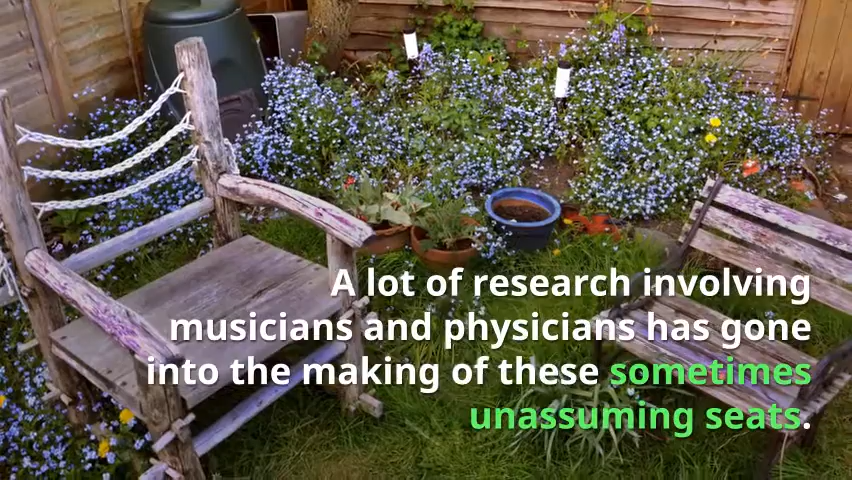 A lot of research involving
musicians and physicians has gone
into the making of these sometimes
unassuming seats.